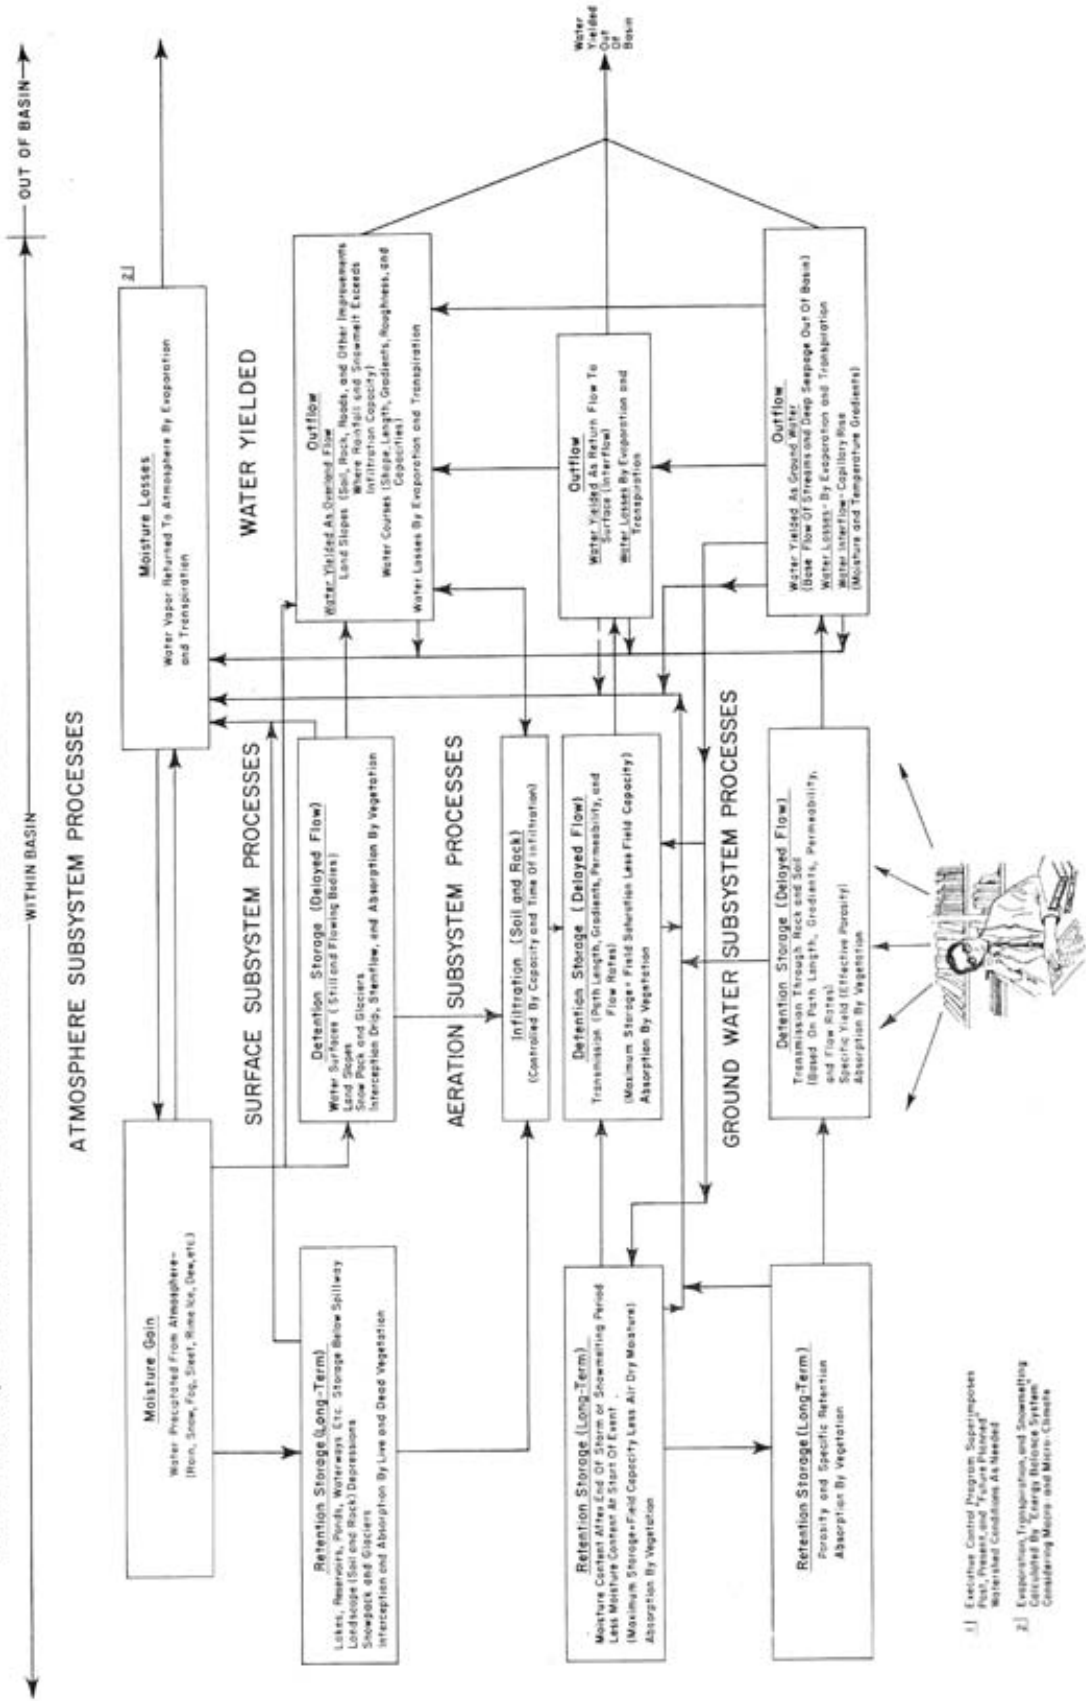 WITHIN BASIN
OUT OF BASIN
ATMOSPHERE SUBSYSTEM PROCESSES
Moisture Gain
Water Precipitated From Atmosphere-
(Rain, Snow, Fog, Sleet, Rime Ice, Dew, etc.)
Moisture Losses
2]
Water Vapor Returned To Atmosphere By Evaporation
and Transpiration
SURFACE SUBSYSTEM PROCESSES
WATER YIELDED
Retention Storage (Long-Term)
Lakes, Reservoirs, Ponds, Waterways Etc. Storage Below Spillway
Landscape (Soil and Rock) Depressions
Snowpack and Glaciers
Interception and Absorption By Live and Dead Vegetation
Detention Storage (Delayed Flow)
Water Surfaces (Still and Flowing Bodies)
Land Slopes
Snow Pack and Glaciers
Interception Drip, Stemflow, and Absorption By Vegetation
Outflow
Water Yielded As Overland Flow
Land Slopes (Soil, Rock, Roads, and Other Improvements
Where Rainfall and Snowmelt Exceeds
Infiltration Capacity)
Water Courses (Shape, Length, Gradients, Roughness, and
Capacities)
Water Losses By Evaporation and Transpiration
AERATION SUBSYSTEM PROCESSES
Infiltration (Soil and Rock)
(Controlled By Capacity and Time Of Infiltration)
Retention Storage (Long-Term)
Moisture Content After End Of Storm or Snowmelting Period
Less Moisture Content At Start Of Event
(Maximum Storage=Field Capacity Less Air Dry Moisture)
Absorption By Vegetation
Detention Storage (Delayed Flow)
Transmission (Path Length, Gradients, Permeability, and
Flow Rates)
(Maximum Storage= Field Saturation Less Field Capacity)
Absorption By Vegetation
Outflow
Water Yielded As Return Flow To
Surface (Interflow)
Water Losses By Evaporation and
Transpiration
Water
Yielded
Out
Of
Basin
GROUND WATER SUBSYSTEM PROCESSES
Retention Storage (Long-Term)
Porosity and Specific Retention
Absorption By Vegetation
Detention Storage (Delayed Flow)
Transmission Through Rock and Soil
(Based On Path Length, Gradients, Permeability,
and Flow Rates)
Specific Yield (Effective Porosity)
Absorption By Vegetation
Outflow
Water Yielded As Ground Water
(Base Flow Of Streams and Deep Seepage Out Of Basin)
Water Losses- By Evaporation and Transpiration
Water Interflow- Capillary Rise
(Moisture and Temperature Gradients)
1] Executive Control Program Superimposes
Past, Present, and "Future Planned"
Watershed Conditions As Needed
2] Evaporation, Transpiration, and Snowmelting
Calculated By "Energy Balance System"
Considering Macro- and Micro-Climate